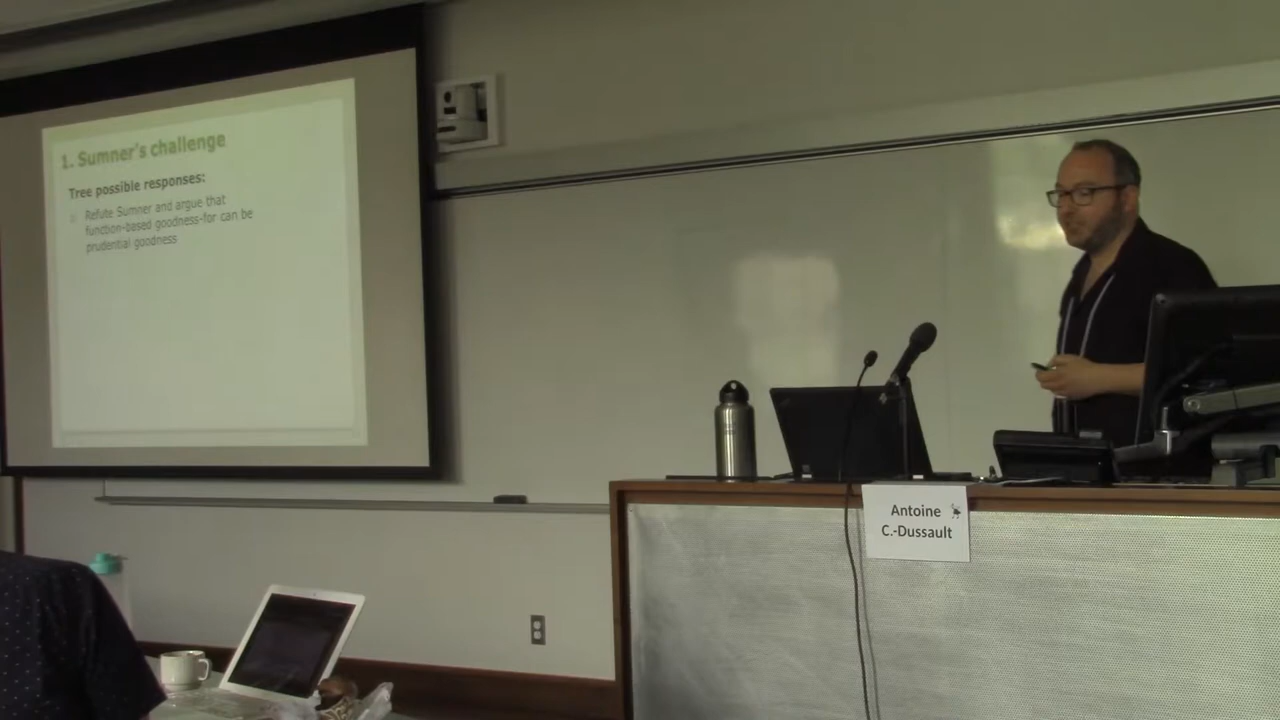 1. Sumner's challenge
Tree possible responses:
Refute Sumner and argue that
function-based goodness-for can be
prudential goodness
Antoine
C.-Dussault